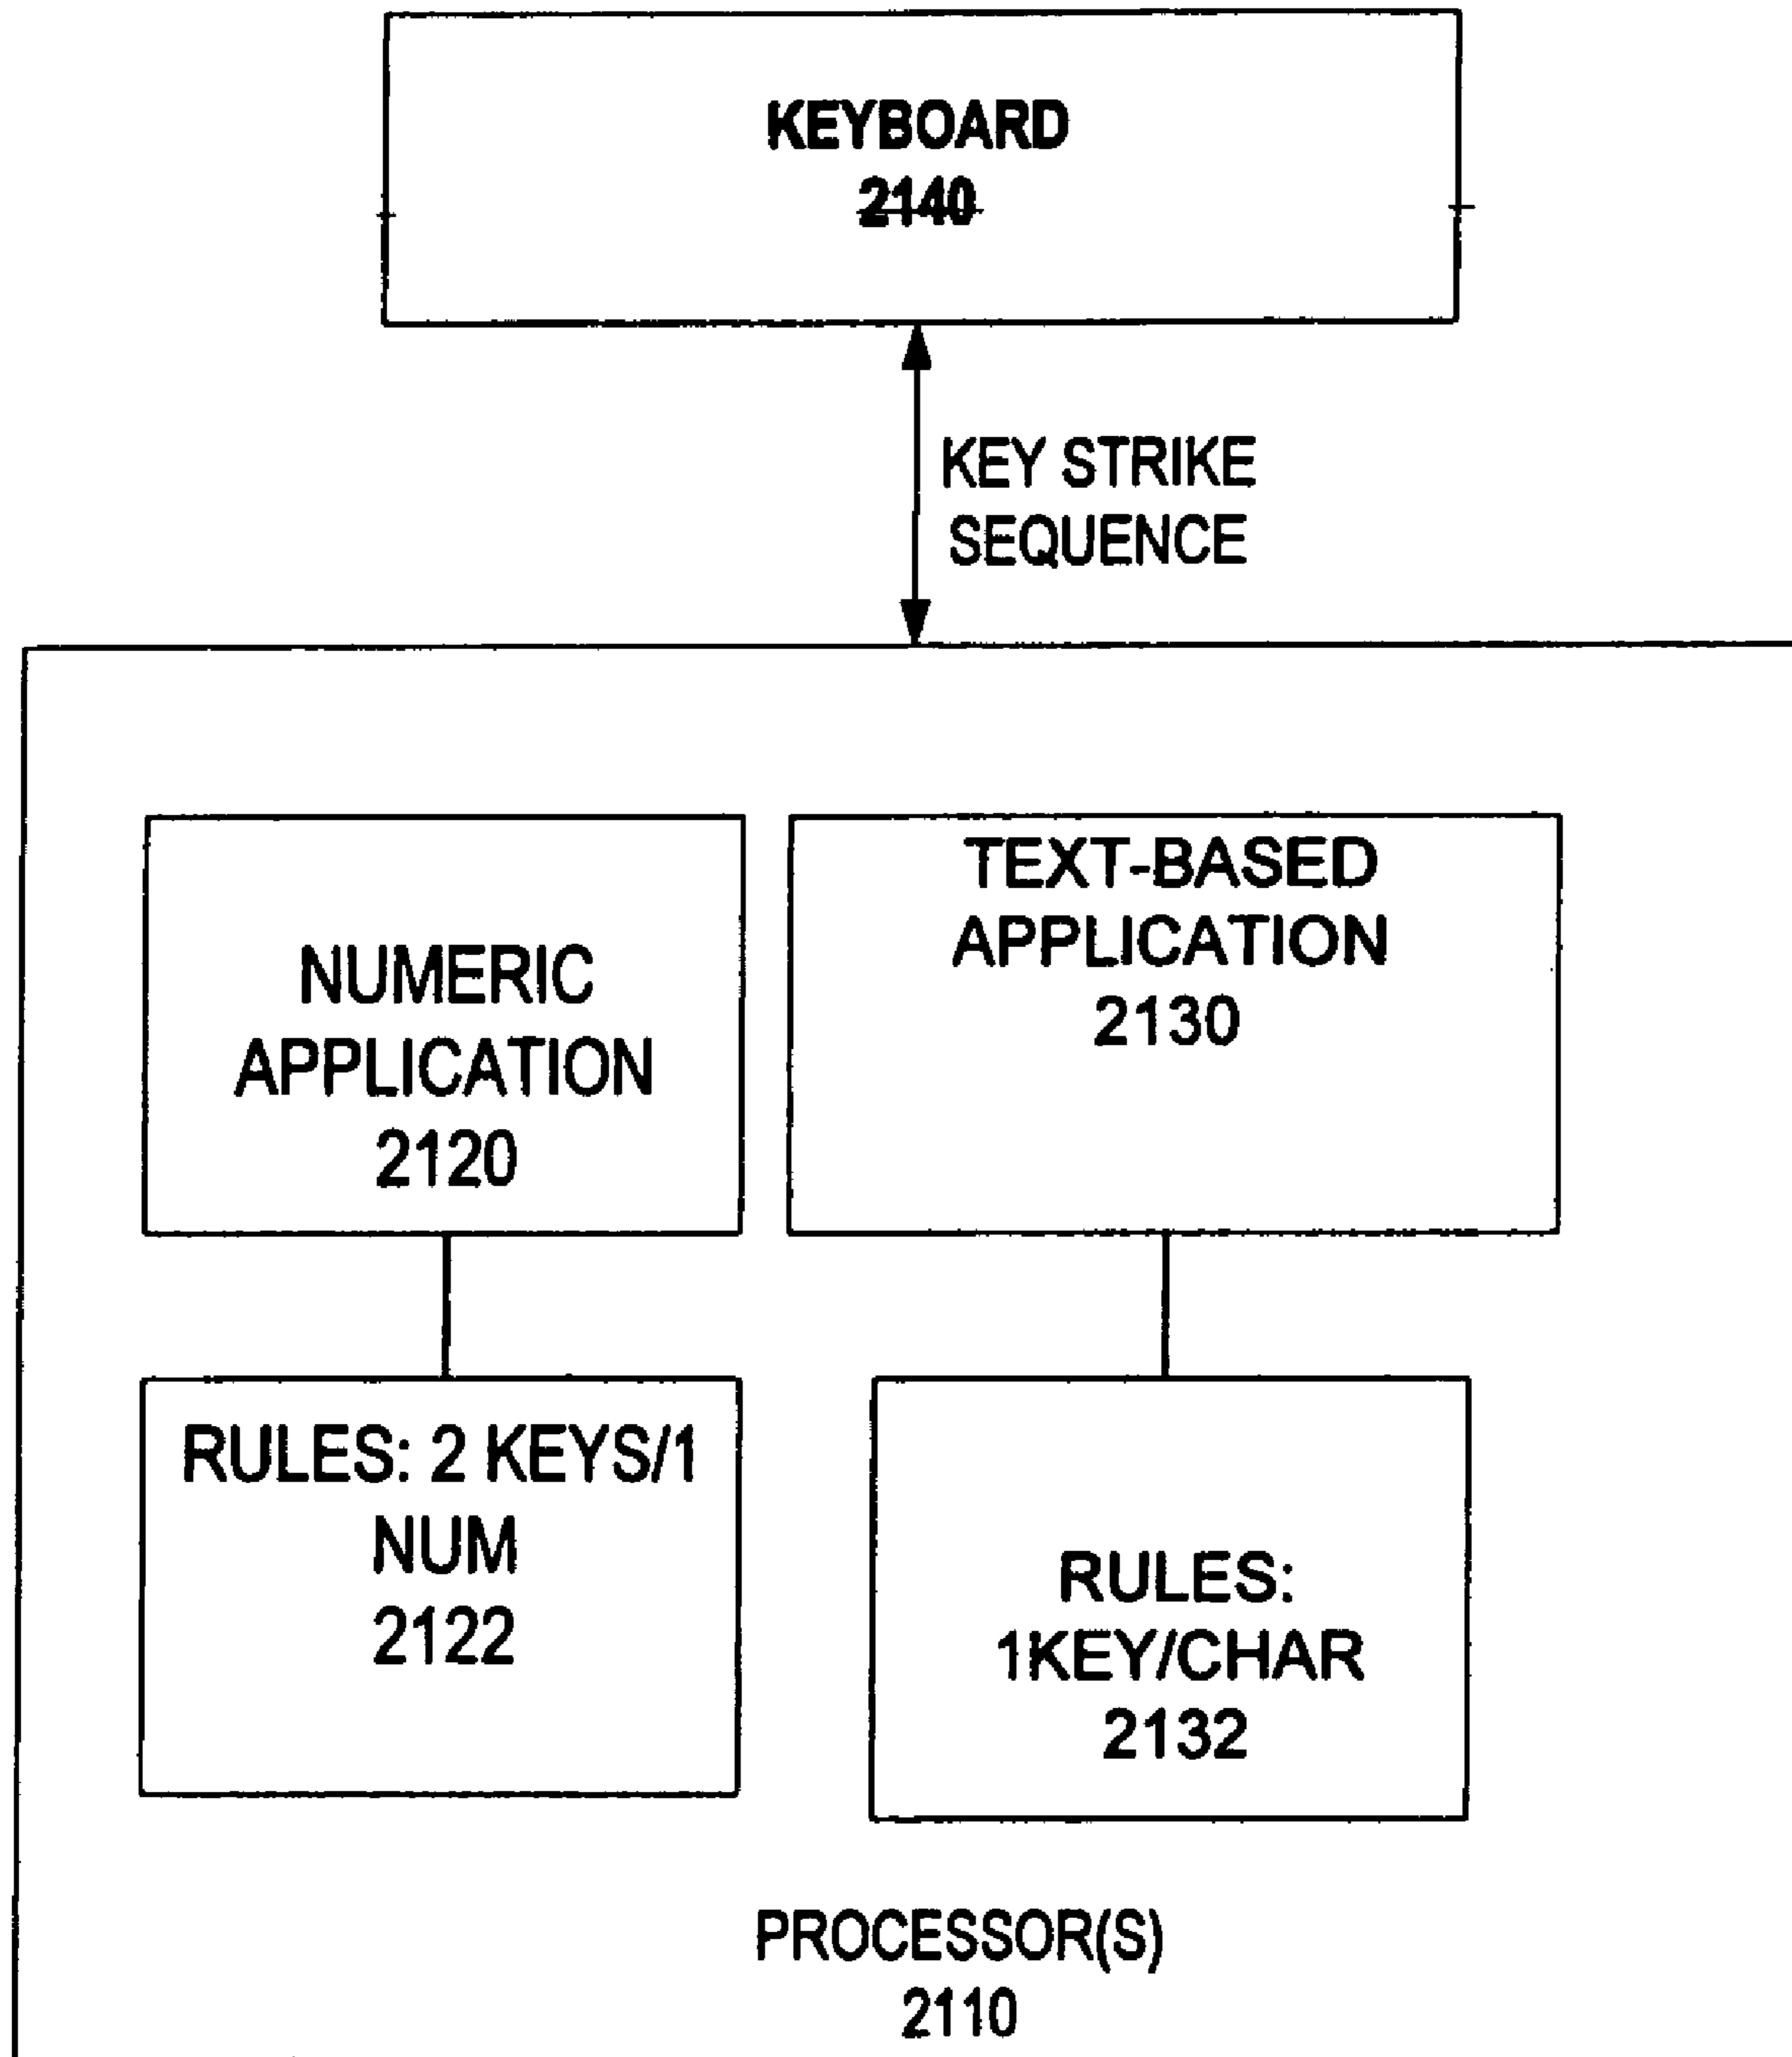 KEYBOARD
2140
KEY STRIKE
SEQUENCE
NUMERIC
APPLICATION
2120
TEXT-BASED
APPLICATION
2130
RULES: 2 KEYS/1
NUM
2122
RULES:
1KEY/CHAR
2132
PROCESSOR(S)
2110